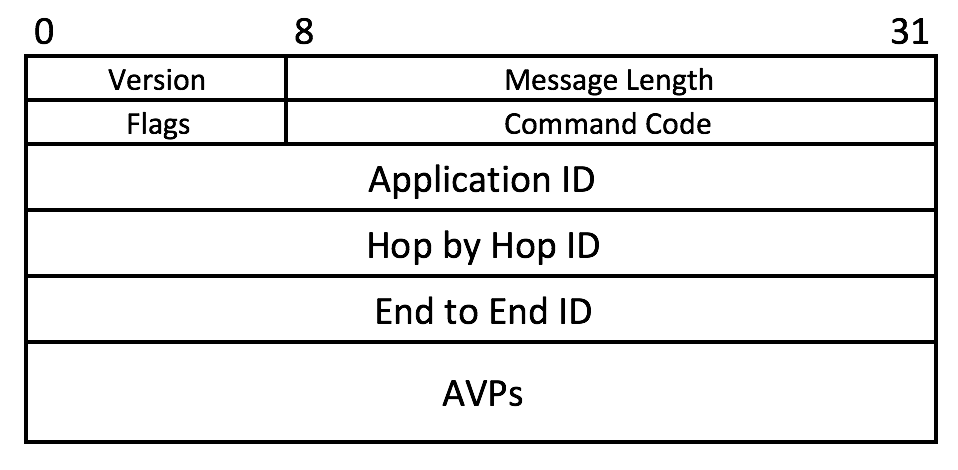 0 8 31
Version Message Length
Flags Command Code
Application ID
Hop by Hop ID
End to End ID
AVPs